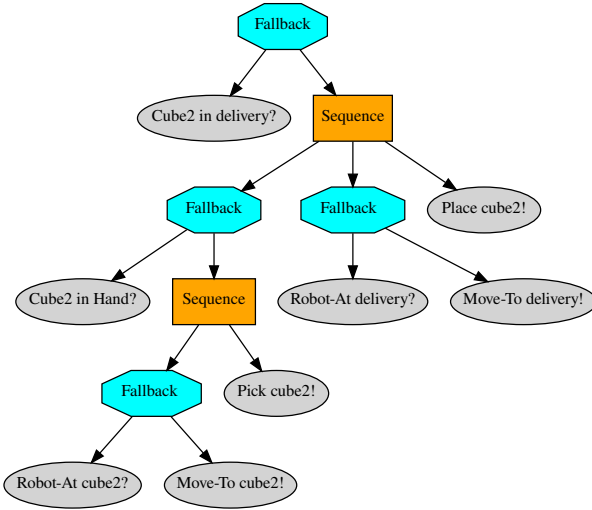 Fallback
Cube2 in delivery?
Sequence
Fallback
Fallback
Place cube2!
Cube2 in Hand?
Sequence
Robot-At delivery?
Move-To delivery!
Fallback
Pick cube2!
Robot-At cube2?
Move-To cube2!